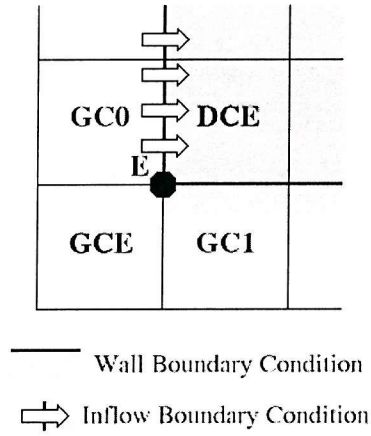 GC0 DCE
E
GCE GC1
Wall Boundary Condition
Inflow Boundary Condition